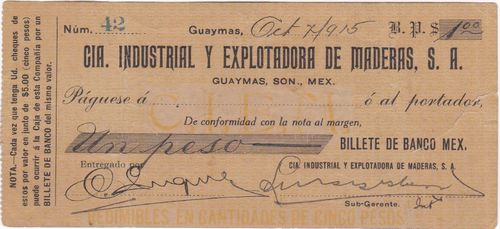 Núm. 42 Guaymas, Oct 7/915 B. P. $ 1.00
CIA. INDUSTRIAL Y EXPLOTADORA DE MADERAS, S. A.
GUAYMAS, SON., MEX.
Páguese á ó al portador,
De conformidad con la nota al margen,
Un peso BILLETE DE BANCO MEX.
Entregado por CIA. INDUSTRIAL Y EXPLOTADORA DE MADERAS, S. A.
Sub-Gerente.
REDIMIBLES EN CANTIDADES DE CINCO PESOS
NOTA.—Cada vez que tenga Ud. cheques de
estos por valor en junto de $5.00 (cinco pesos)
puede ocurrir á la Caja de esta Compañía por un
BILLETE DE BANCO del mismo valor.